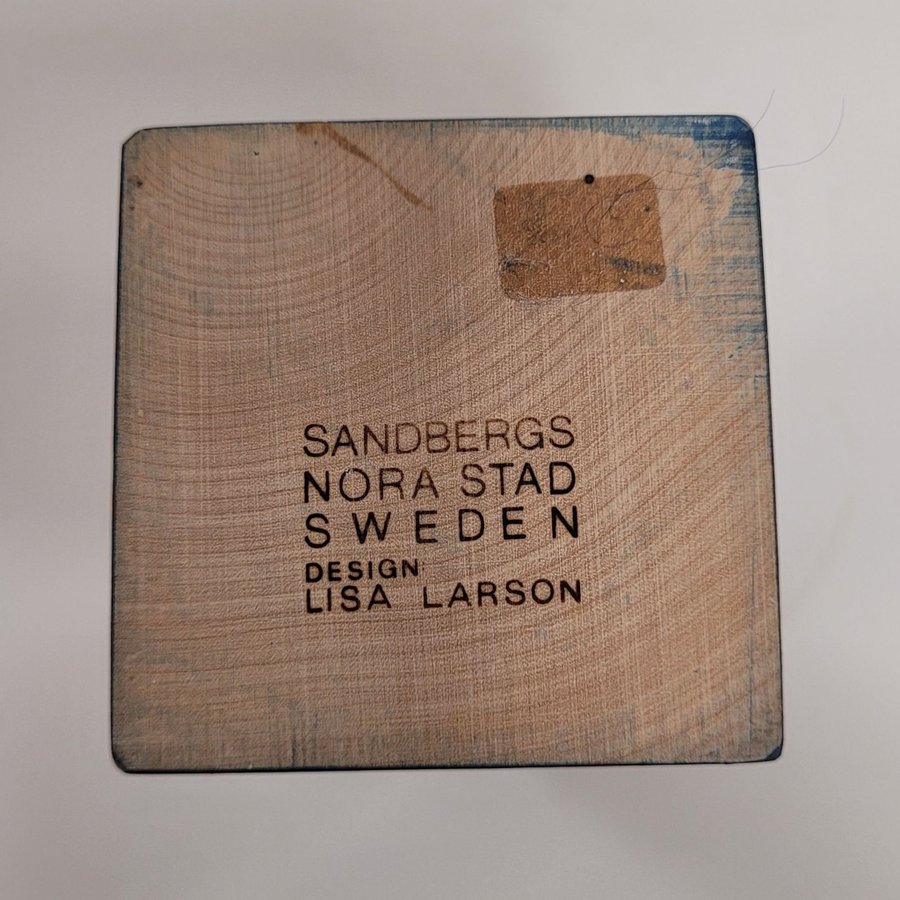 SANDBERGS
NORA STAD
SWEDEN
DESIGN:
LISA LARSON